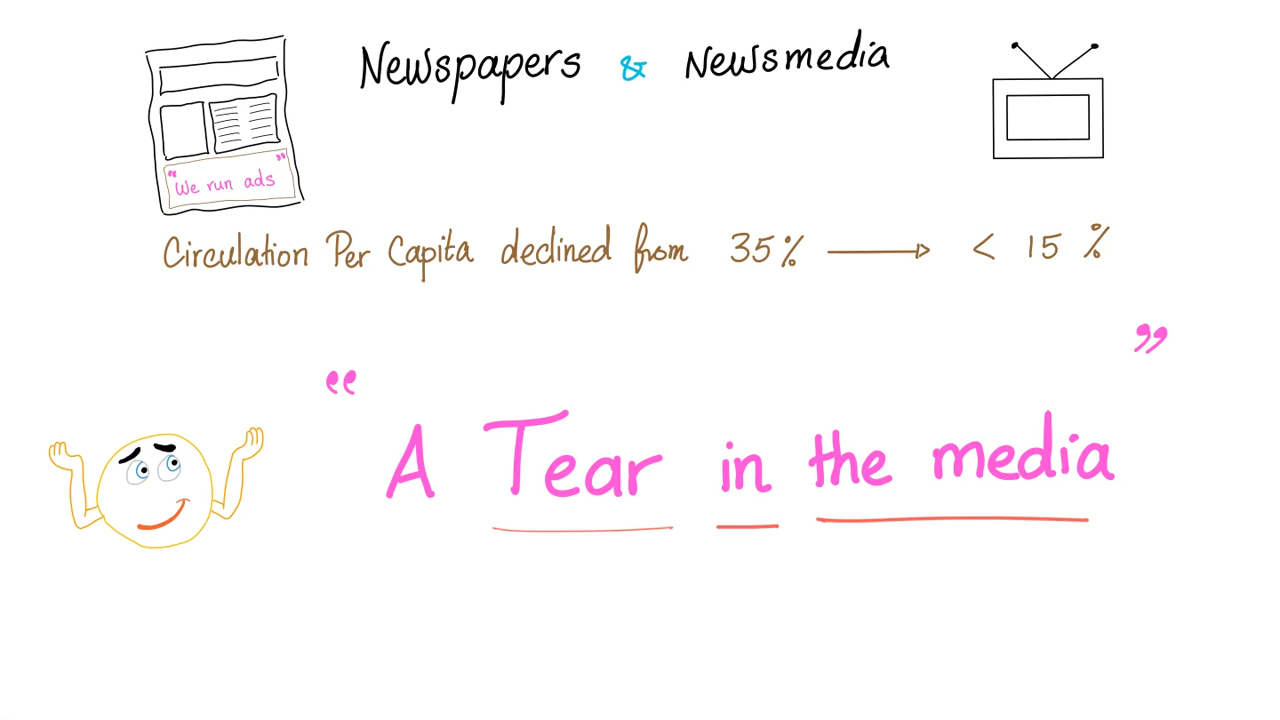 Newspapers & Newsmedia
"We run ads"
Circulation Per Capita declined from 35% → < 15%
"A Tear in the media"